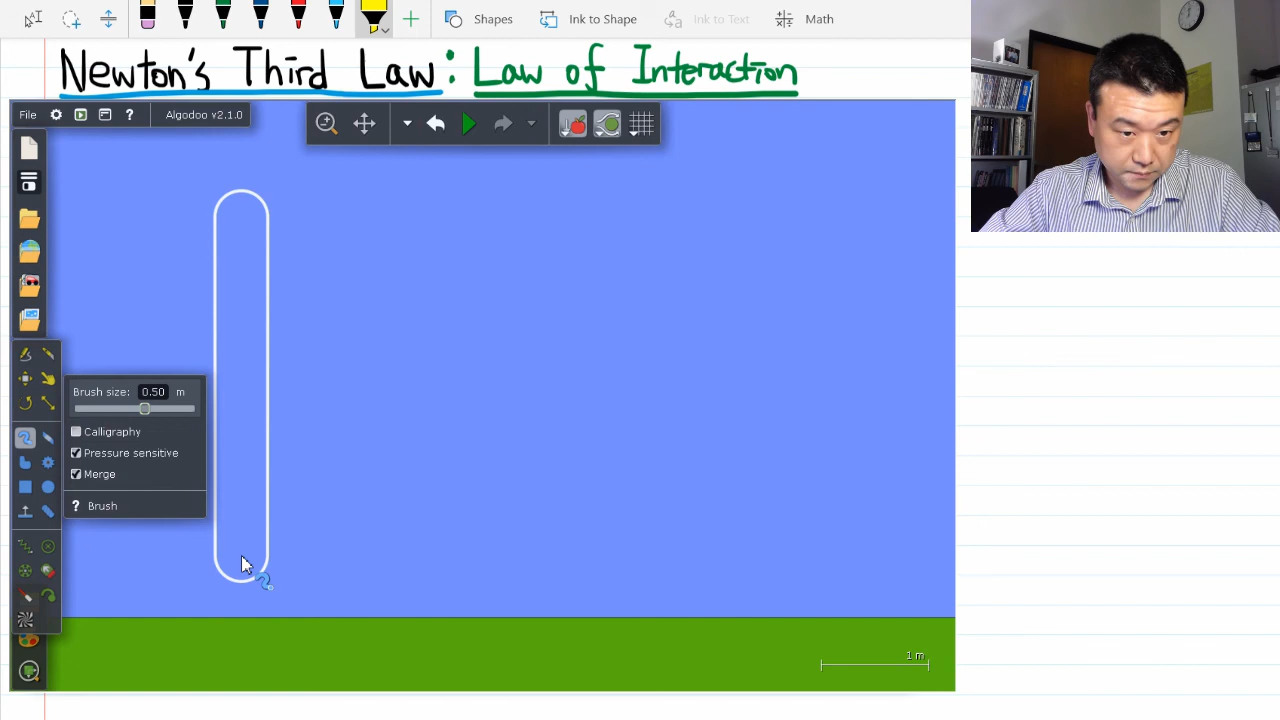 Shapes
Ink to Shape
Ink to Text
Math
Newton's Third Law: Law of Interaction
File
?
Algodoo v2.1.0
Brush size: 0.50 m
Calligraphy
Pressure sensitive
Merge
? Brush
1 m